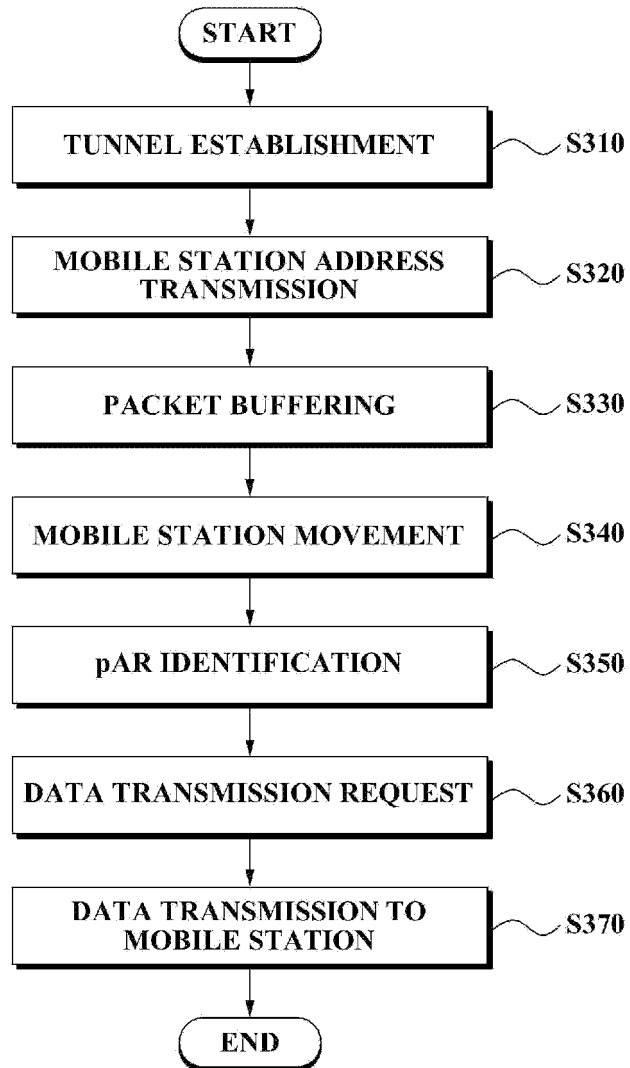 START
TUNNEL ESTABLISHMENT
S310
MOBILE STATION ADDRESS
TRANSMISSION
S320
PACKET BUFFERING
S330
MOBILE STATION MOVEMENT
S340
pAR IDENTIFICATION
S350
DATA TRANSMISSION REQUEST
S360
DATA TRANSMISSION TO
MOBILE STATION
S370
END